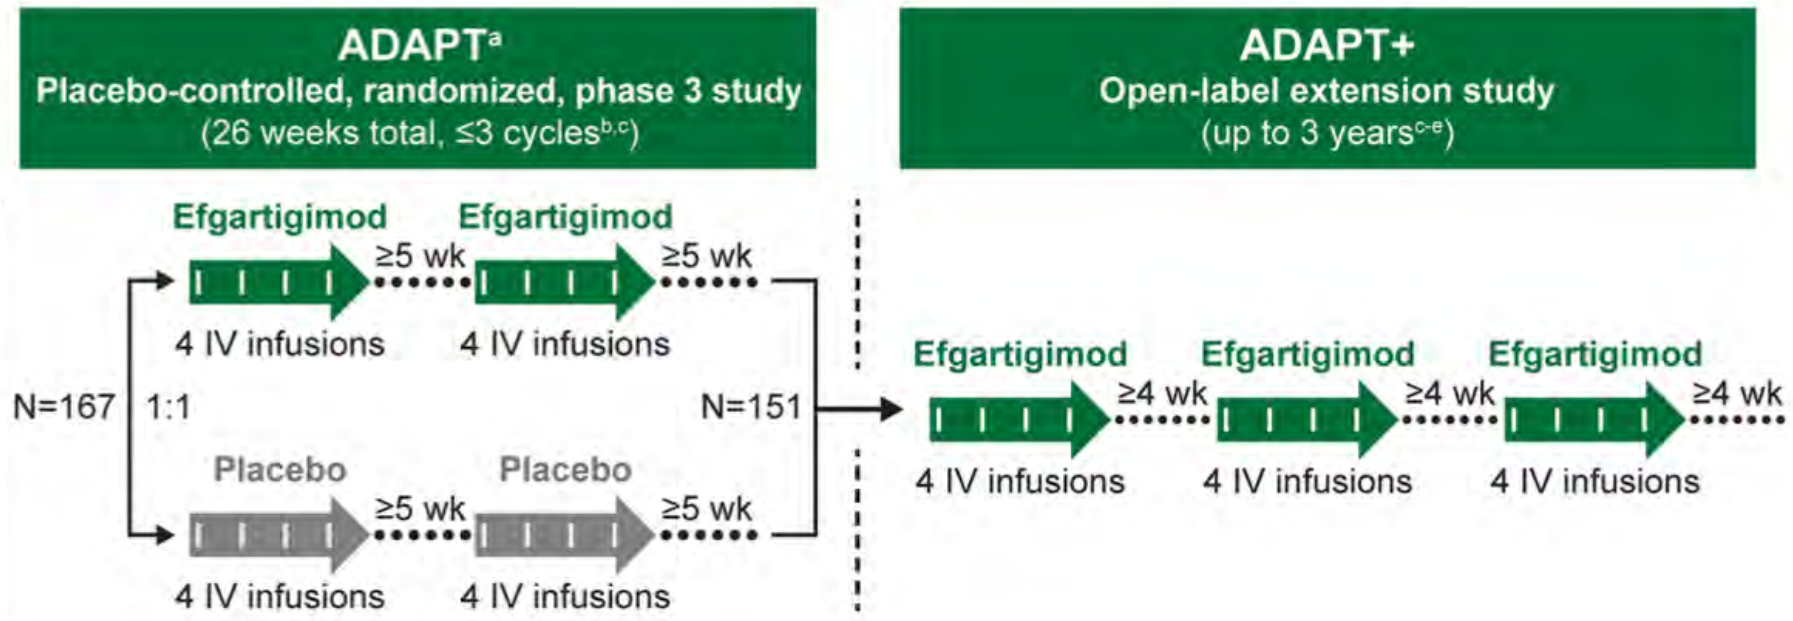 ADAPTᵃ
Placebo-controlled, randomized, phase 3 study
(26 weeks total, ≤3 cyclesᵇ,ᶜ)
ADAPT+
Open-label extension study
(up to 3 yearsᶜ⁻ᵉ)
Efgartigimod
≥5 wk
Efgartigimod
≥5 wk
4 IV infusions
4 IV infusions
N=167
1:1
N=151
Placebo
≥5 wk
Placebo
≥5 wk
4 IV infusions
4 IV infusions
Efgartigimod
≥4 wk
Efgartigimod
≥4 wk
Efgartigimod
≥4 wk
4 IV infusions
4 IV infusions
4 IV infusions